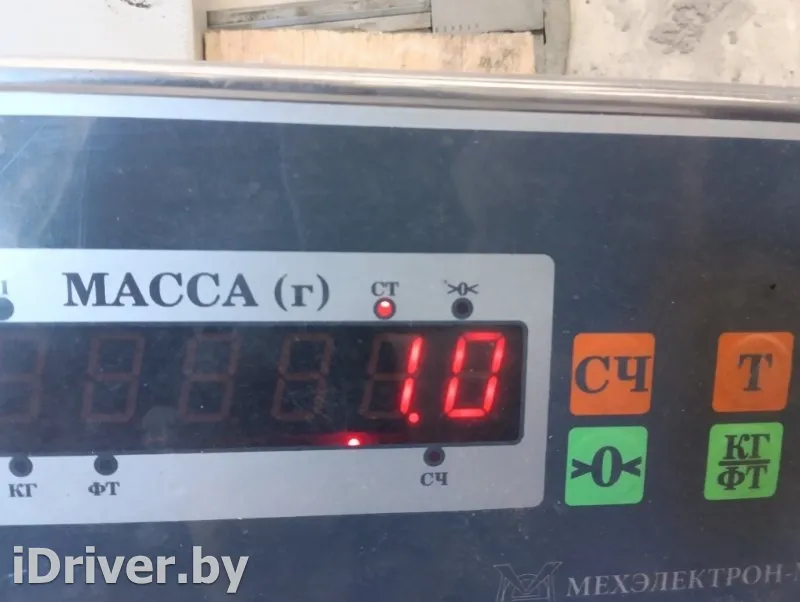 МАССА (г)
СТ
>0<
1.0
КГ
ФТ
СЧ
СЧ
Т
>0<
КГ
ФТ
МЕХЭЛЕКТРОН-
iDriver.by